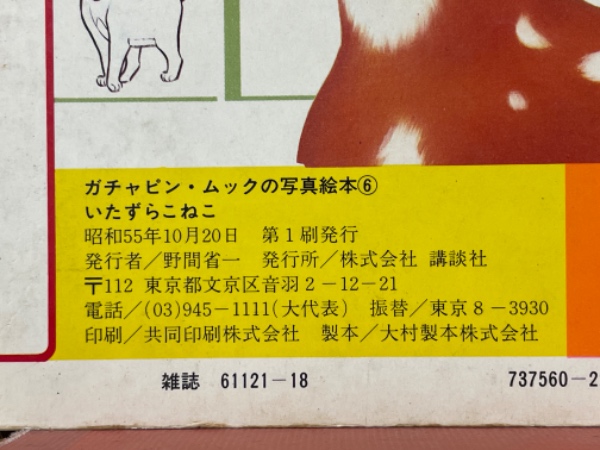 ガチャピン・ムックの写真絵本⑥
いたずらこねこ
昭和55年10月20日　第1刷発行
発行者／野間省一　発行所／株式会社 講談社
〒112 東京都文京区音羽2－12－21
電話／(03)945－1111(大代表)　振替／東京8－3930
印刷／共同印刷株式会社　製本／大村製本株式会社
雑誌　61121－18　737560－2